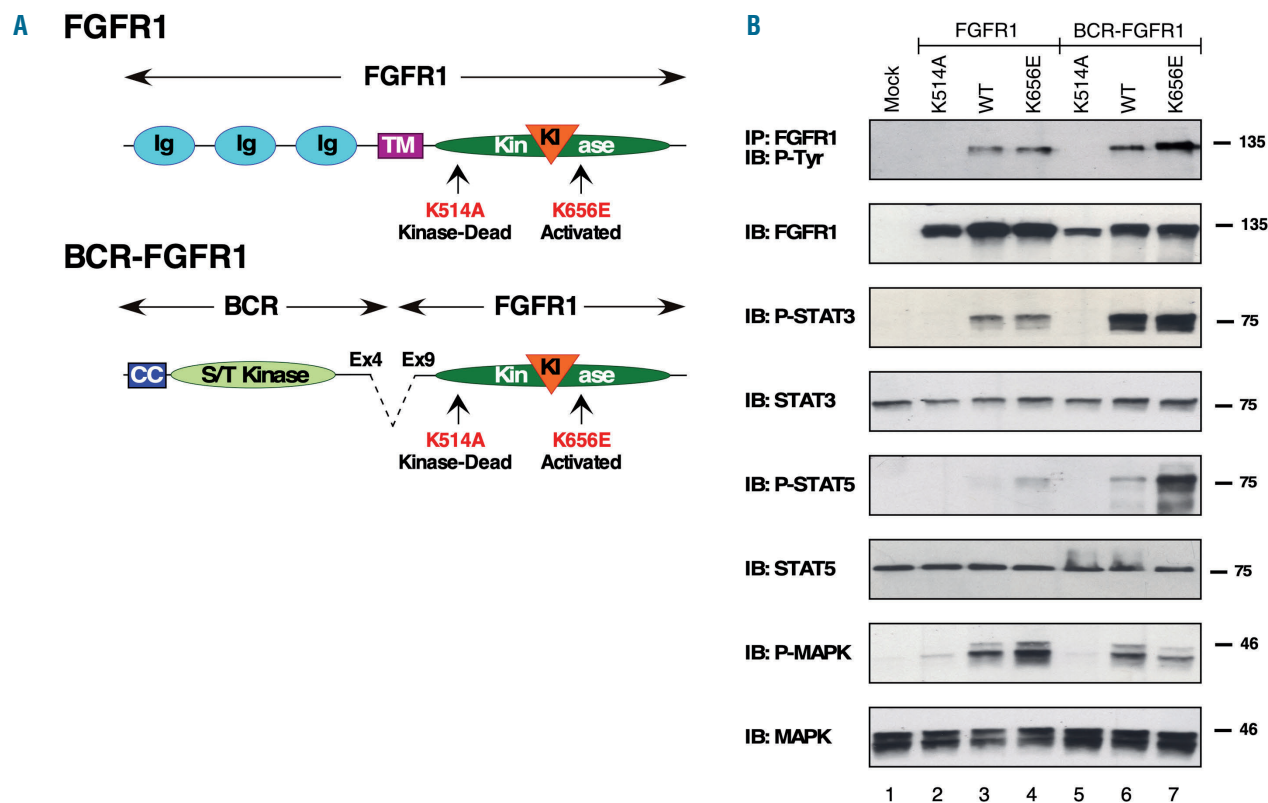 A
FGFR1
FGFR1
Ig Ig Ig TM Kin KI ase
K514A K656E
Kinase-Dead Activated
BCR-FGFR1
BCR FGFR1
Ex4 Ex9
CC S/T Kinase Kin KI ase
K514A K656E
Kinase-Dead Activated
B
FGFR1 BCR-FGFR1
Mock K514A WT K656E K514A WT K656E
IP: FGFR1
IB: P-Tyr
135
IB: FGFR1 135
IB: P-STAT3 75
IB: STAT3 75
IB: P-STAT5 75
IB: STAT5 75
IB: P-MAPK 46
IB: MAPK 46
1 2 3 4 5 6 7